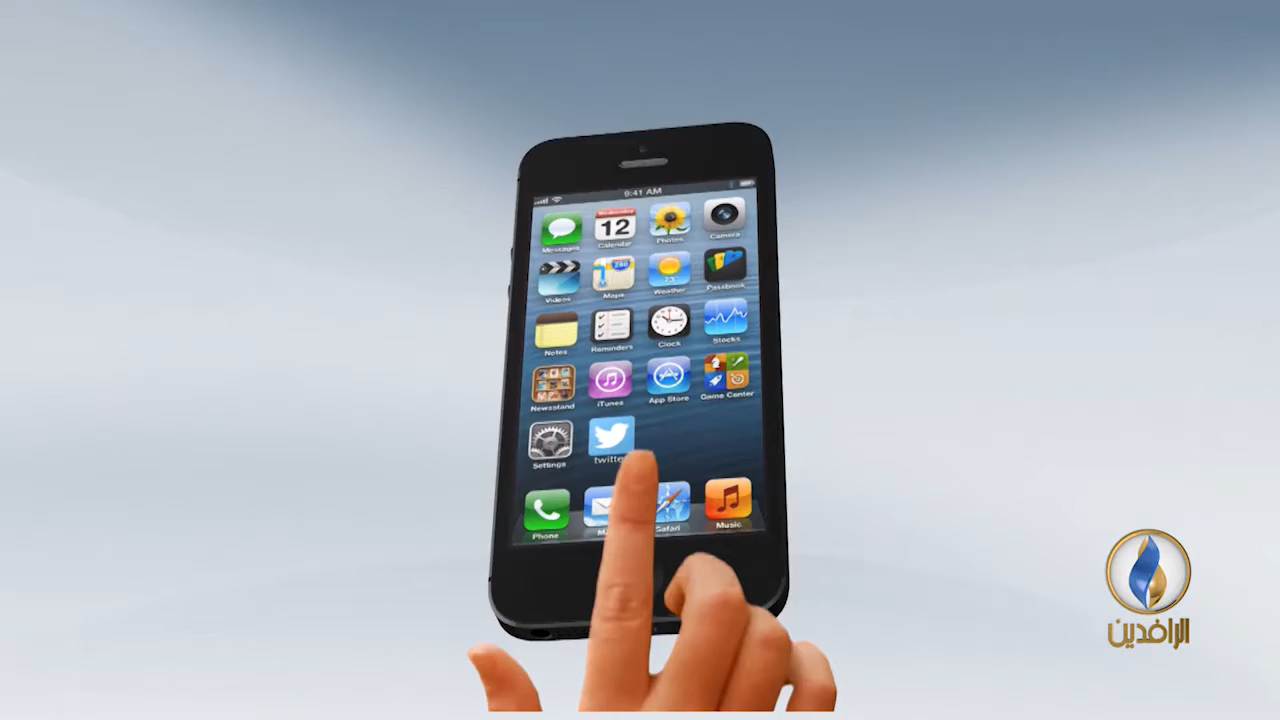 9:41 AM
Messages
Wednesday
12
Calendar
Photos
Camera
Videos
280
Maps
73°
Weather
Passbook
Notes
Reminders
Clock
Stocks
Newsstand
iTunes
App Store
Game Center
Settings
twitter
Phone
Safari
Music
الرافدين